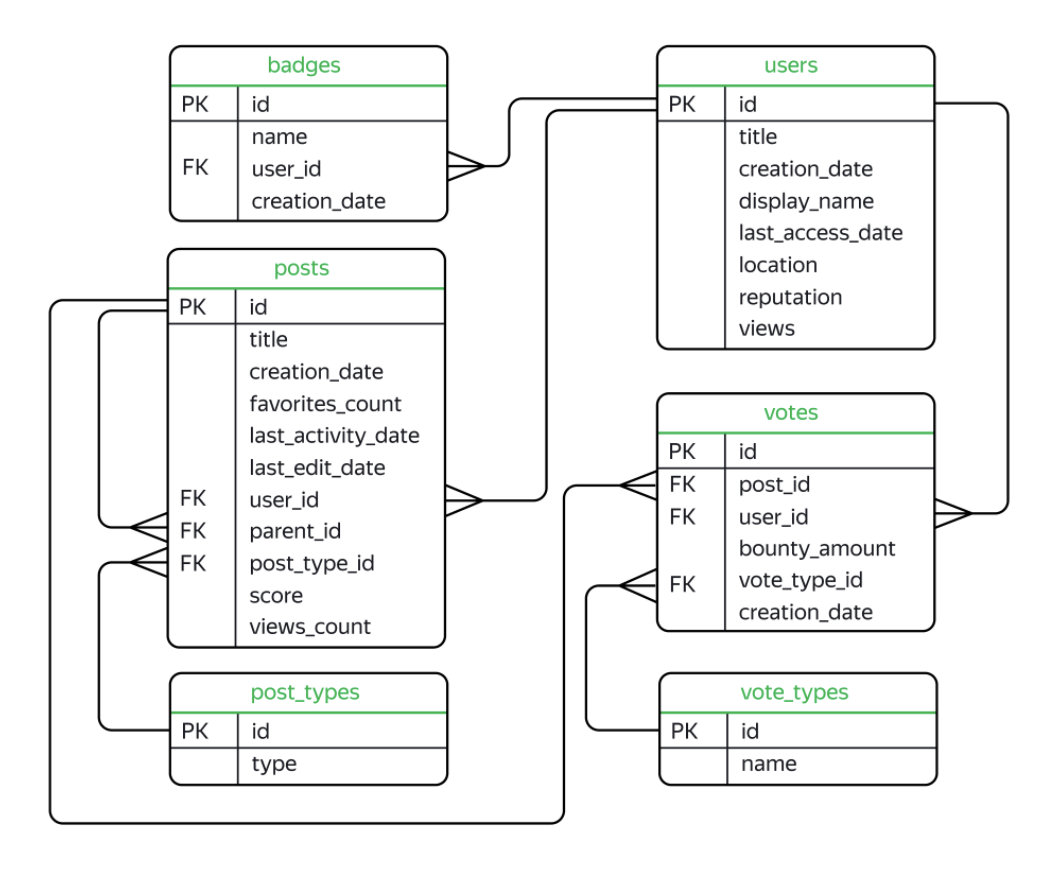 badges
PK id
name
FK user_id
creation_date
users
PK id
title
creation_date
display_name
last_access_date
location
reputation
views
posts
PK id
title
creation_date
favorites_count
last_activity_date
last_edit_date
FK user_id
FK parent_id
FK post_type_id
score
views_count
votes
PK id
FK post_id
FK user_id
bounty_amount
FK vote_type_id
creation_date
post_types
PK id
type
vote_types
PK id
name